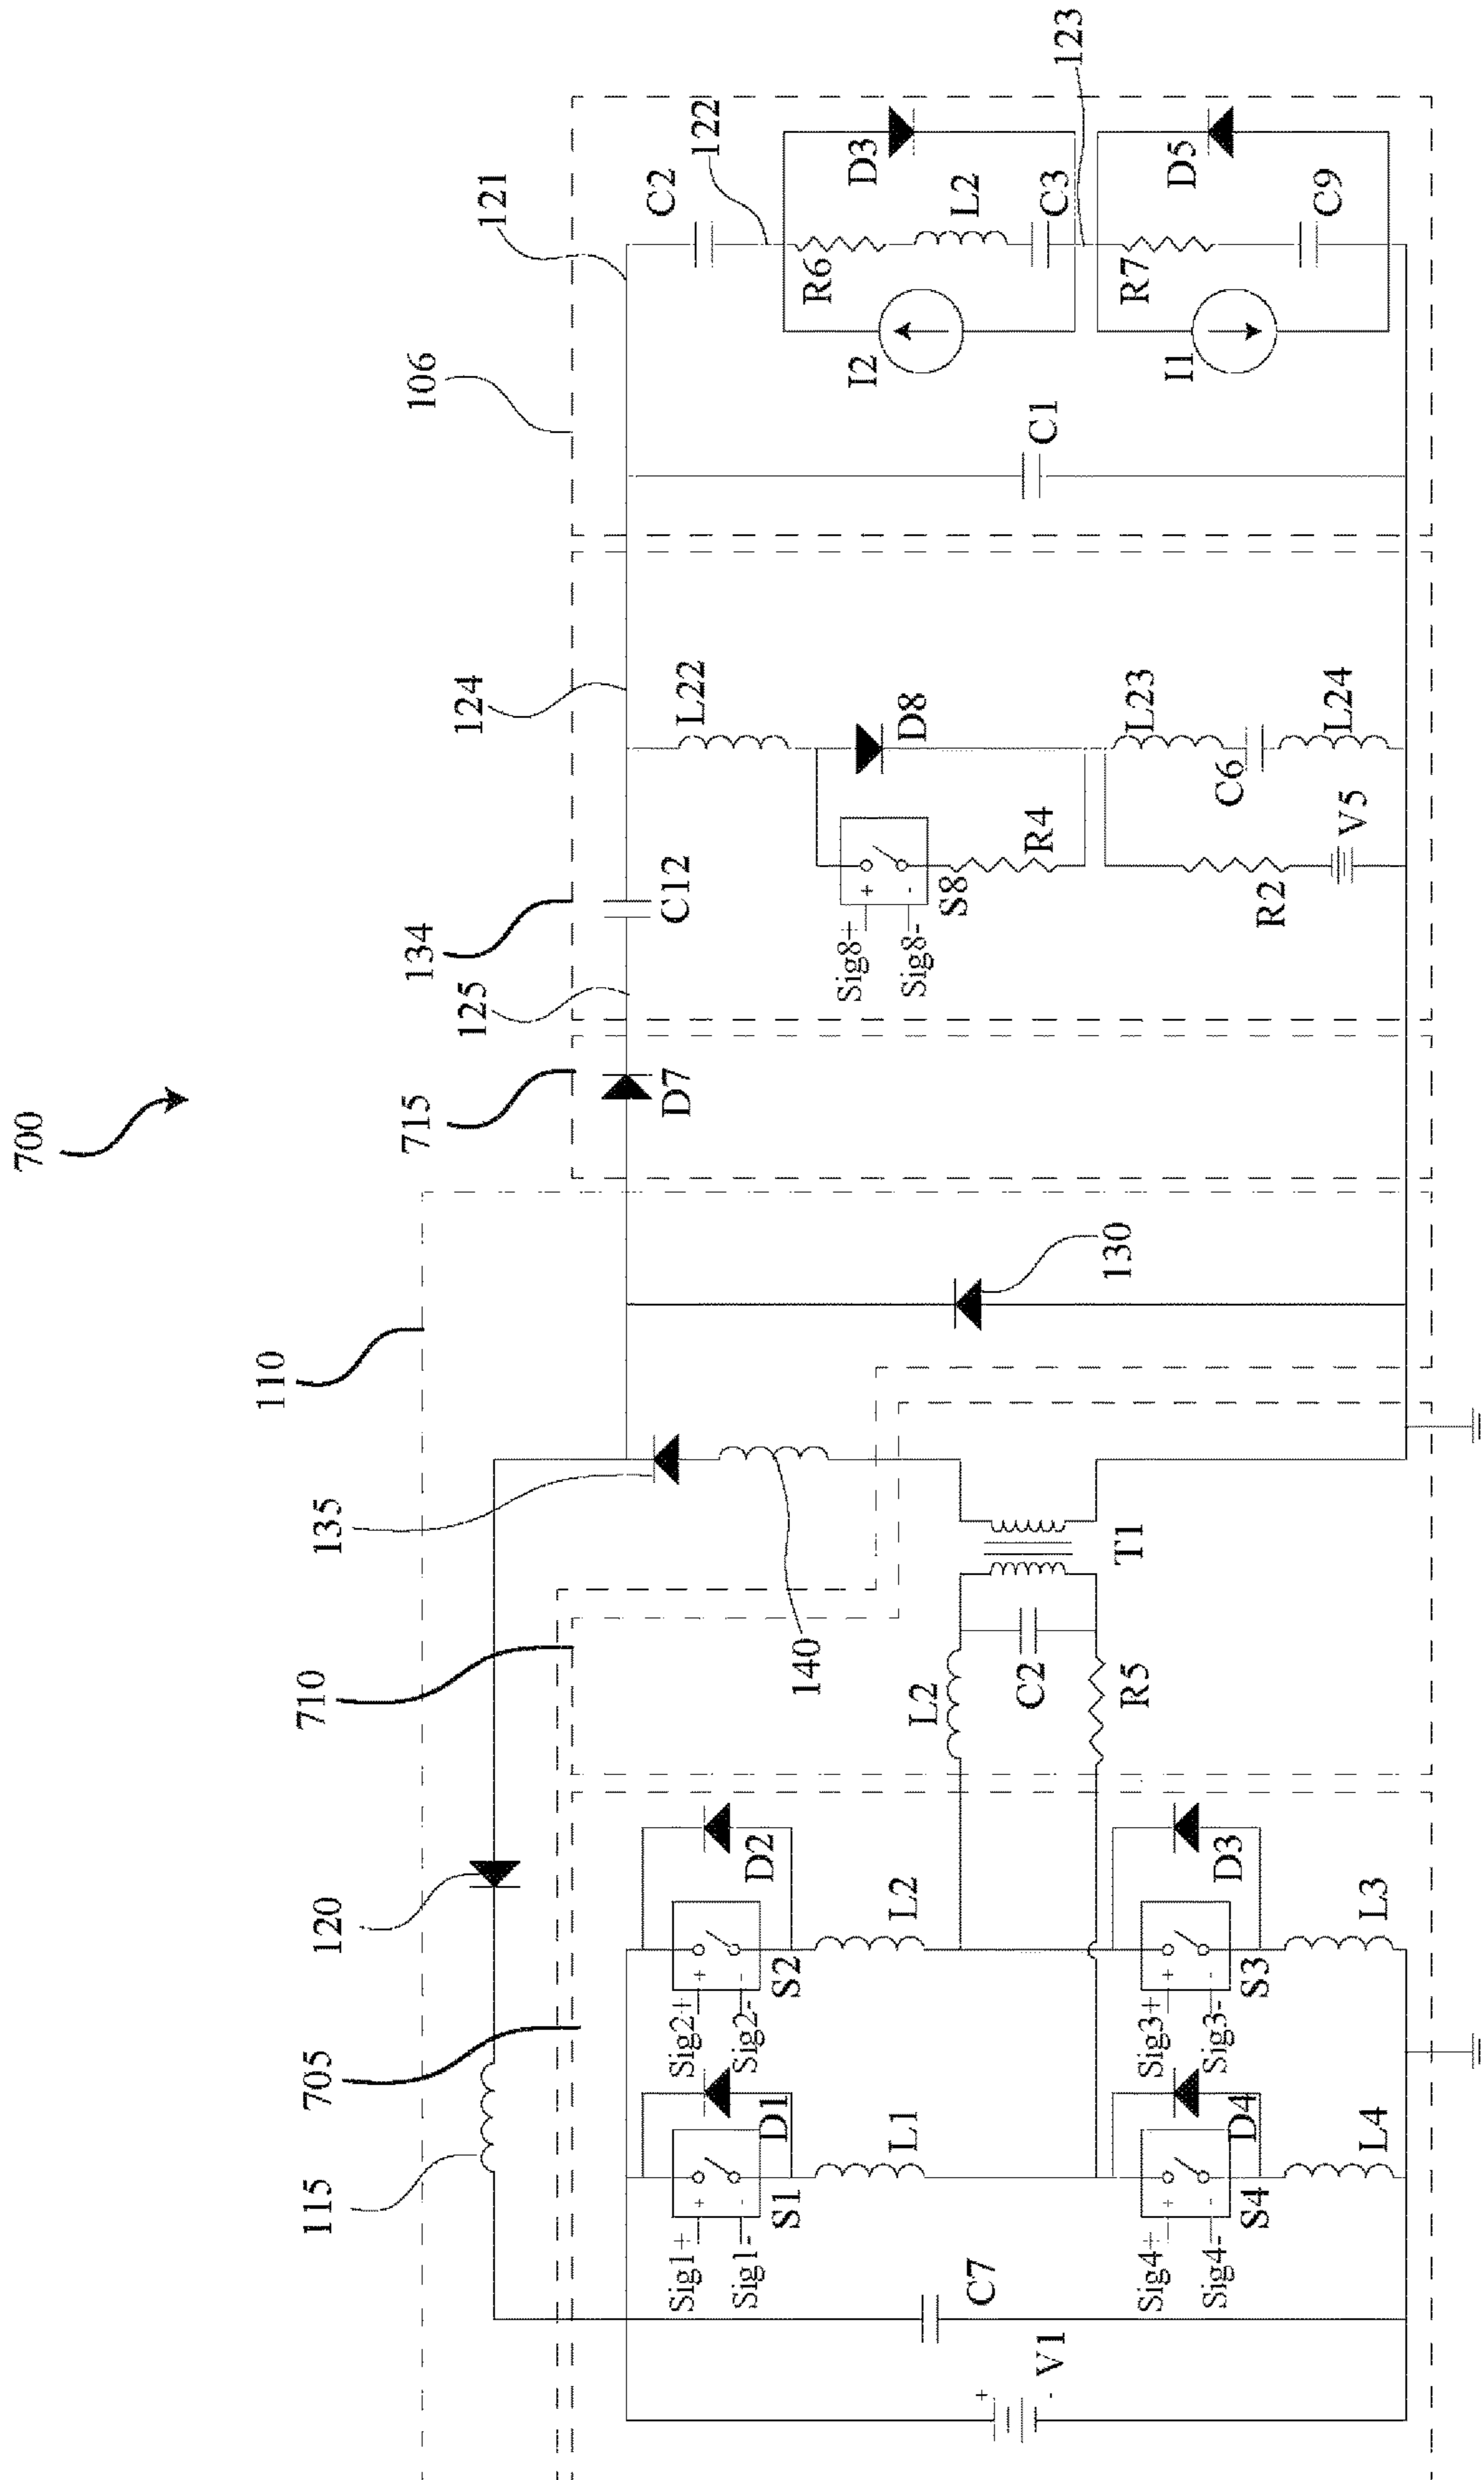 700
106
121
122
123
C2
R6
L2
C3
D3
I2
R7
C9
D5
I1
C1
124
134
125
C12
L22
D8
Sig8+
Sig8-
+
-
S8
R4
L23
C6
L24
R2
V5
715
D7
110
130
135
140
710
T1
L2
C2
R5
120
115
705
Sig2+
Sig2-
+
-
S2
D2
L2
Sig3+
Sig3-
+
-
S3
D3
L3
Sig1+
Sig1-
+
-
S1
D1
L1
Sig4+
Sig4-
+
-
S4
D4
L4
C7
+
-
V1